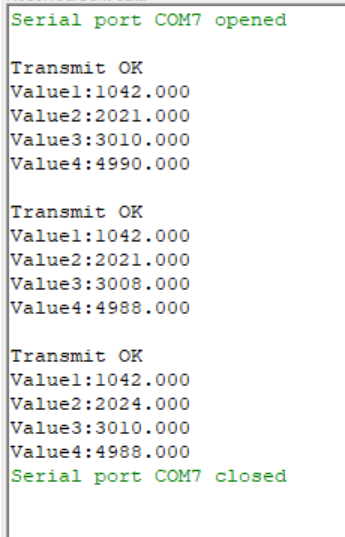 Serial port COM7 opened
Transmit OK
Value1:1042.000
Value2:2021.000
Value3:3010.000
Value4:4990.000
Transmit OK
Value1:1042.000
Value2:2021.000
Value3:3008.000
Value4:4988.000
Transmit OK
Value1:1042.000
Value2:2024.000
Value3:3010.000
Value4:4988.000
Serial port COM7 closed